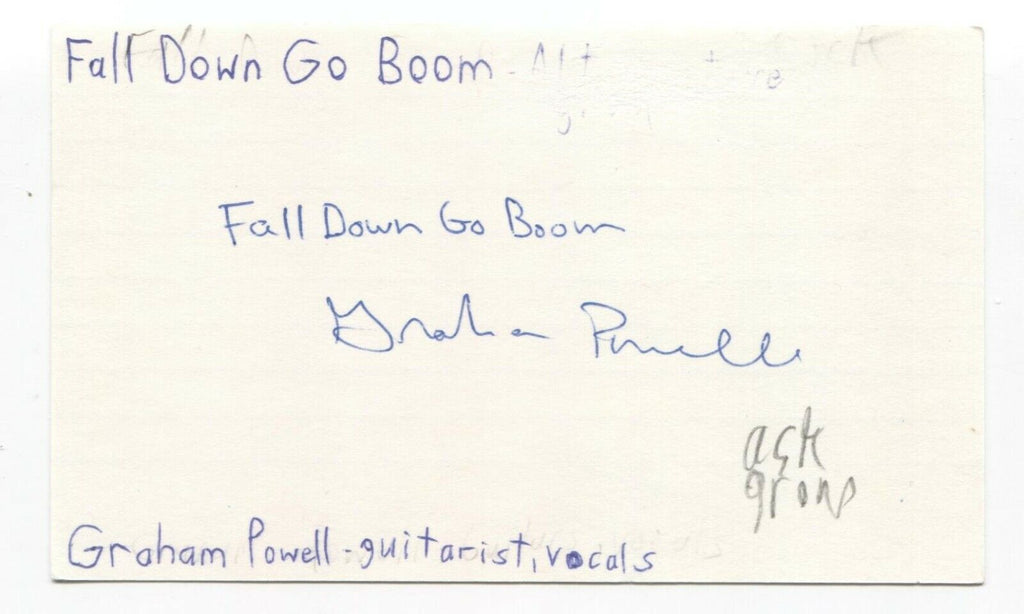 Fall Down Go Boom
Fall Down Go Boom
Graham Powell
ask
group
Graham Powell - guitarist, vocals